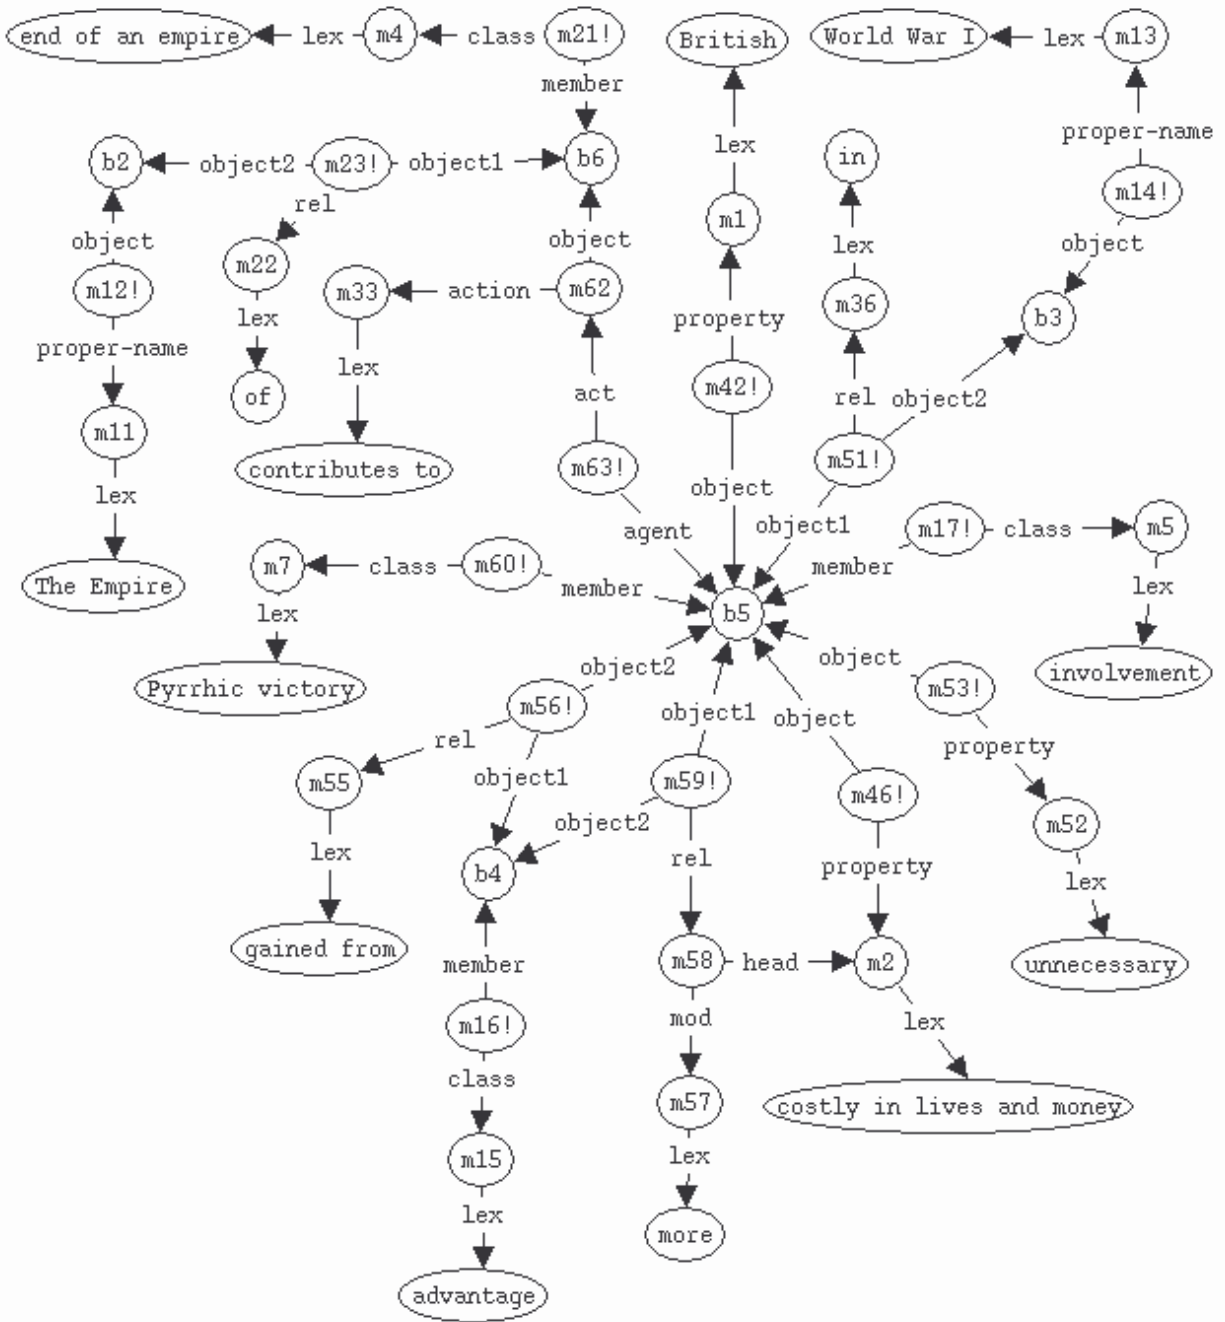 end of an empire lex m4 class m21! British World War I lex m13
member
lex proper-name
b2 object2 m23! object1 b6 in
rel m1 m14!
object object lex object
m22 m33 action m62
m12! property m36 b3
lex
proper-name lex m42! rel object2
of act
m11 m51!
contributes to m63! object
lex object1 m17! class m5
agent
m7 class m60! member
The Empire member b5 lex
lex
object2 object involvement
Pyrrhic victory m53!
m56! object1 object
rel property
m55 object1 m59! m46!
object2 m52
lex rel property
b4 lex
gained from
member m58 head m2 unnecessary
m16! mod lex
class
m57 costly in lives and money
m15 lex
lex
more
advantage